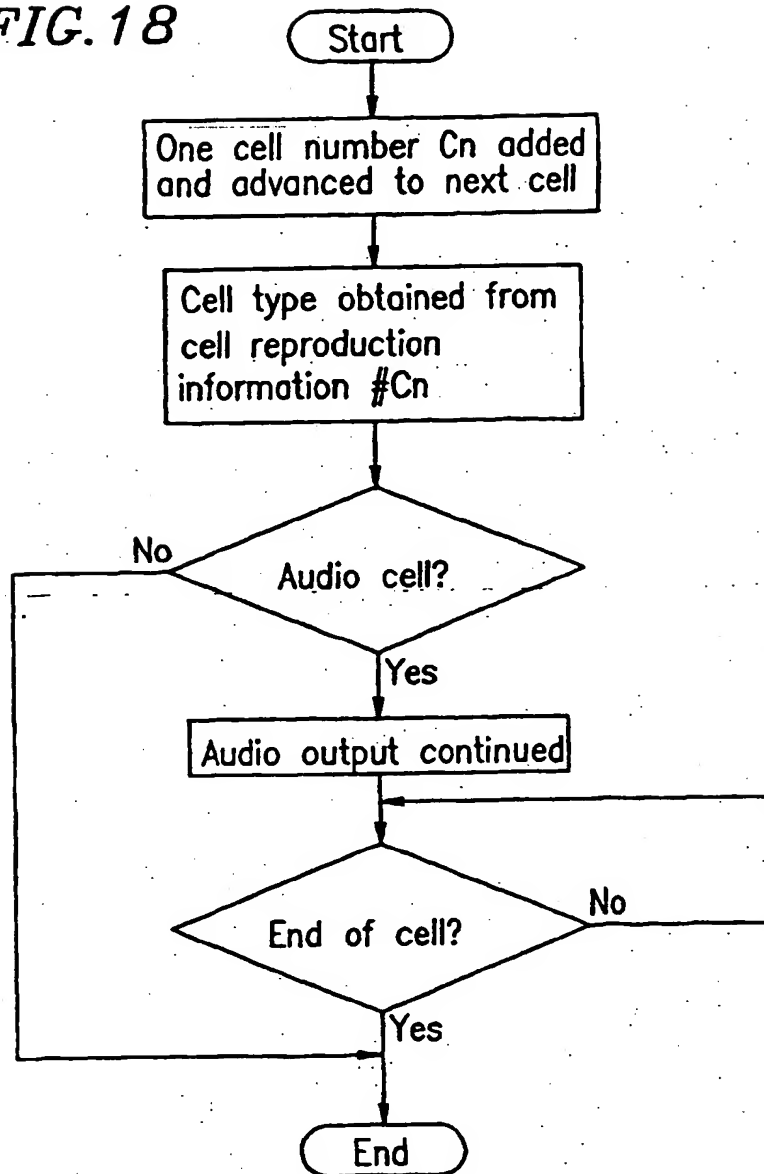 FIG. 18
Start
One cell number Cn added
and advanced to next cell
Cell type obtained from
cell reproduction
information #Cn
No
Audio cell?
Yes
Audio output continued
No
End of cell?
Yes
End